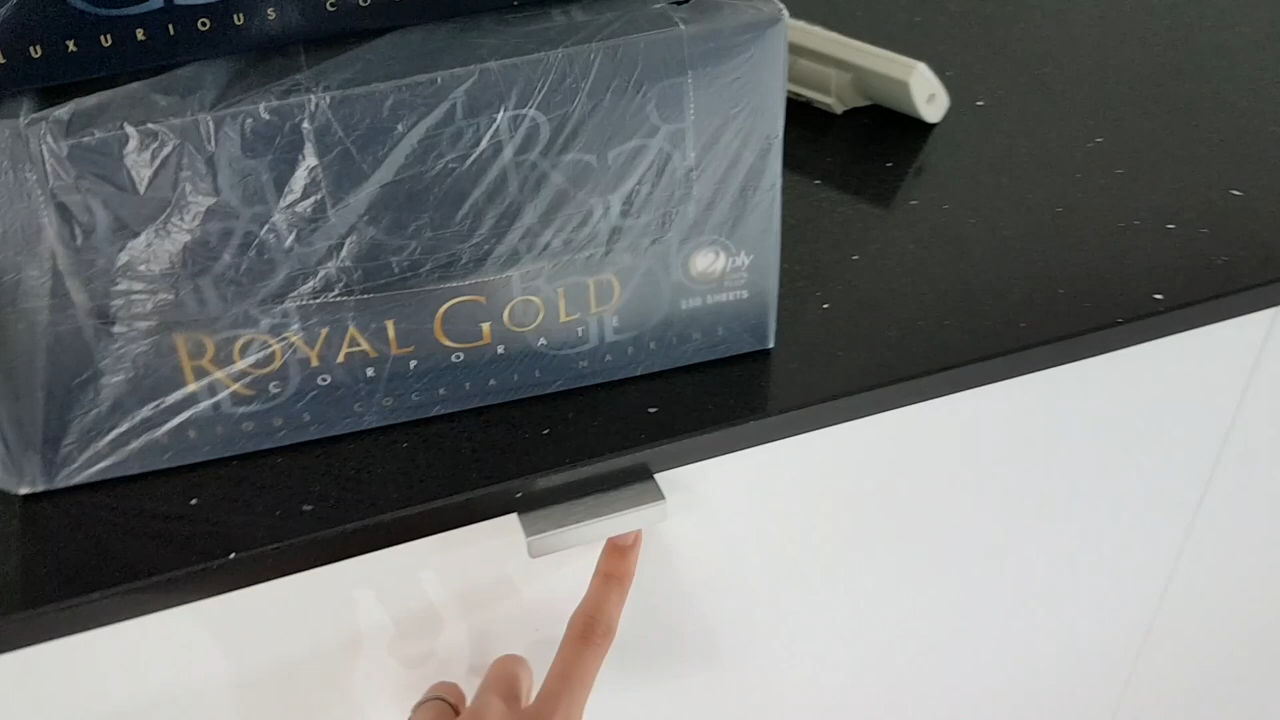 LUXURIOUS
2ply
250 SHEETS
ROYAL GOLD
CORPORATE
COCKTAIL NAPKINS